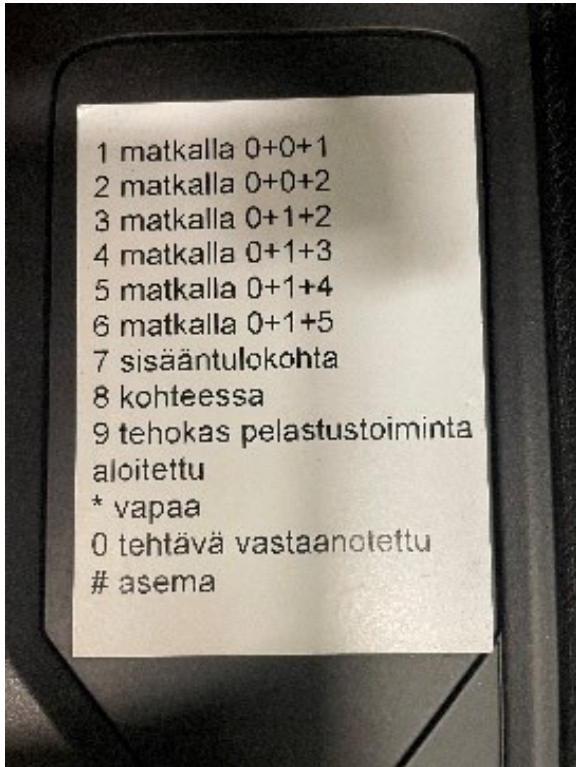 1 matkalla 0+0+1
2 matkalla 0+0+2
3 matkalla 0+1+2
4 matkalla 0+1+3
5 matkalla 0+1+4
6 matkalla 0+1+5
7 sisääntulokohta
8 kohteessa
9 tehokas pelastustoiminta
aloitettu
* vapaa
0 tehtävä vastaanotettu
# asema